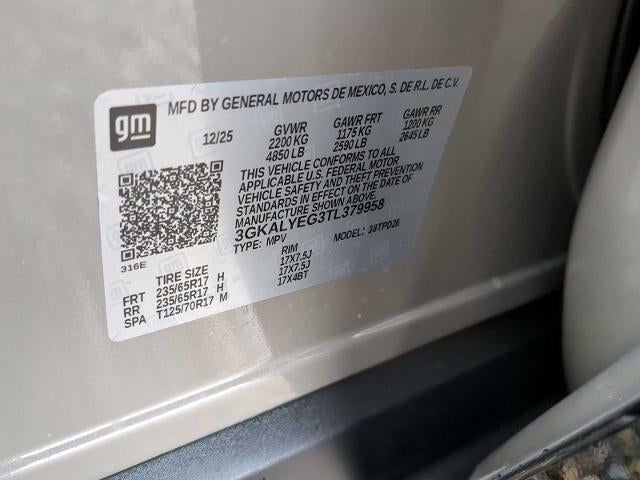 gm
MFD BY GENERAL MOTORS DE MEXICO, S. DE R.L. DE C.V.
12/25 GVWR GAWR FRT GAWR RR
2200 KG 1175 KG 1200 KG
4850 LB 2590 LB 2645 LB
THIS VEHICLE CONFORMS TO ALL
APPLICABLE U.S. FEDERAL MOTOR
VEHICLE SAFETY AND THEFT
STANDARDS IN EFFECT ON THE DATE OF
MANUFACTURE SHOWN ABOVE.
3GKALYEG3TL379958
TYPE: MPV MODEL: 38TPD26
316E
TIRE SIZE RIM
FRT 235/65R17 H 17X7.5J
RR 235/65R17 H 17X7.5J
SPA T125/70R17 M 17X4BT